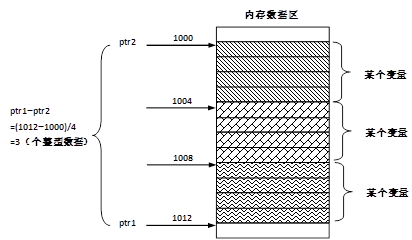 内存数据区
ptr2 1000
某个变量
1004
ptr1−ptr2
=(1012−1000)/4
=3（个整型数据）
某个变量
1008
某个变量
ptr1 1012